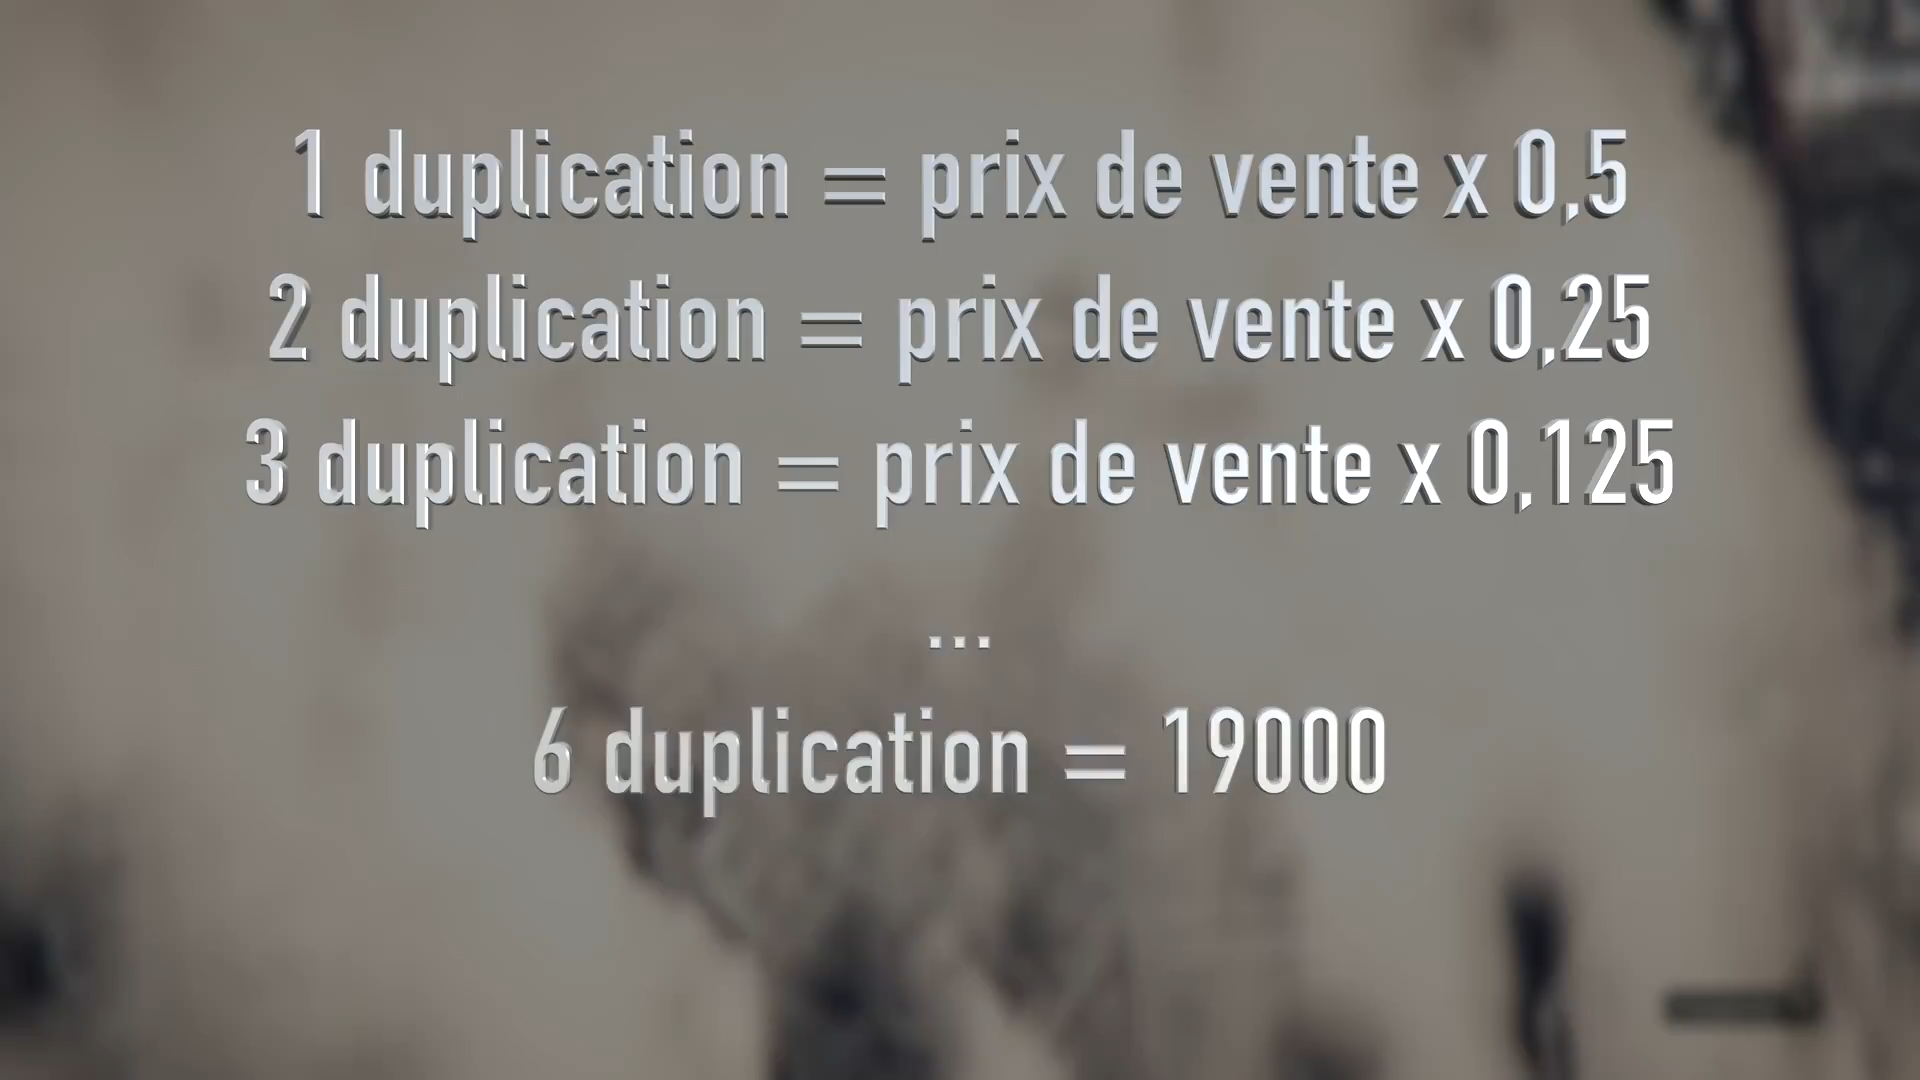 1 duplication = prix de vente x 0,5
2 duplication = prix de vente x 0,25
3 duplication = prix de vente x 0,125
...
6 duplication = 19000